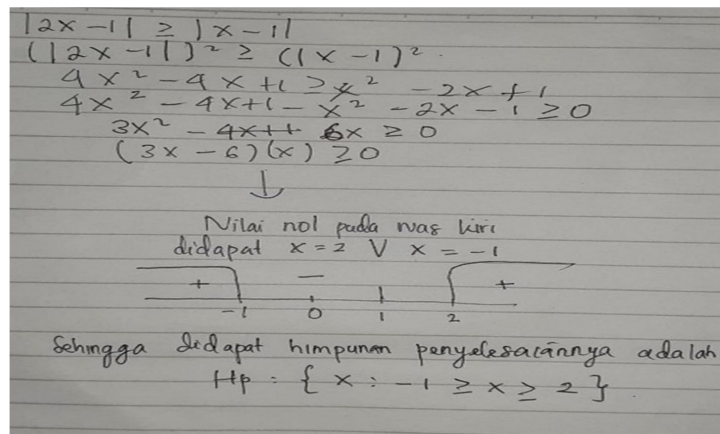 |2x - 1| ≥ |x - 1|
(|2x - 1|)² ≥ (|x - 1)²
4x² - 4x + 1 ≥ x² - 2x + 1
4x² - 4x + 1 - x² - 2x - 1 ≥ 0
3x² - 6x ≥ 0
(3x - 6)(x) ≥ 0
↓
Nilai nol pada ruas kiri
didapat x = 2 V x = -1
+ - +
-1 0 1 2
Sehingga didapat himpunan penyelesaiannya adalah
Hp = { x : -1 ≥ x ≥ 2 }